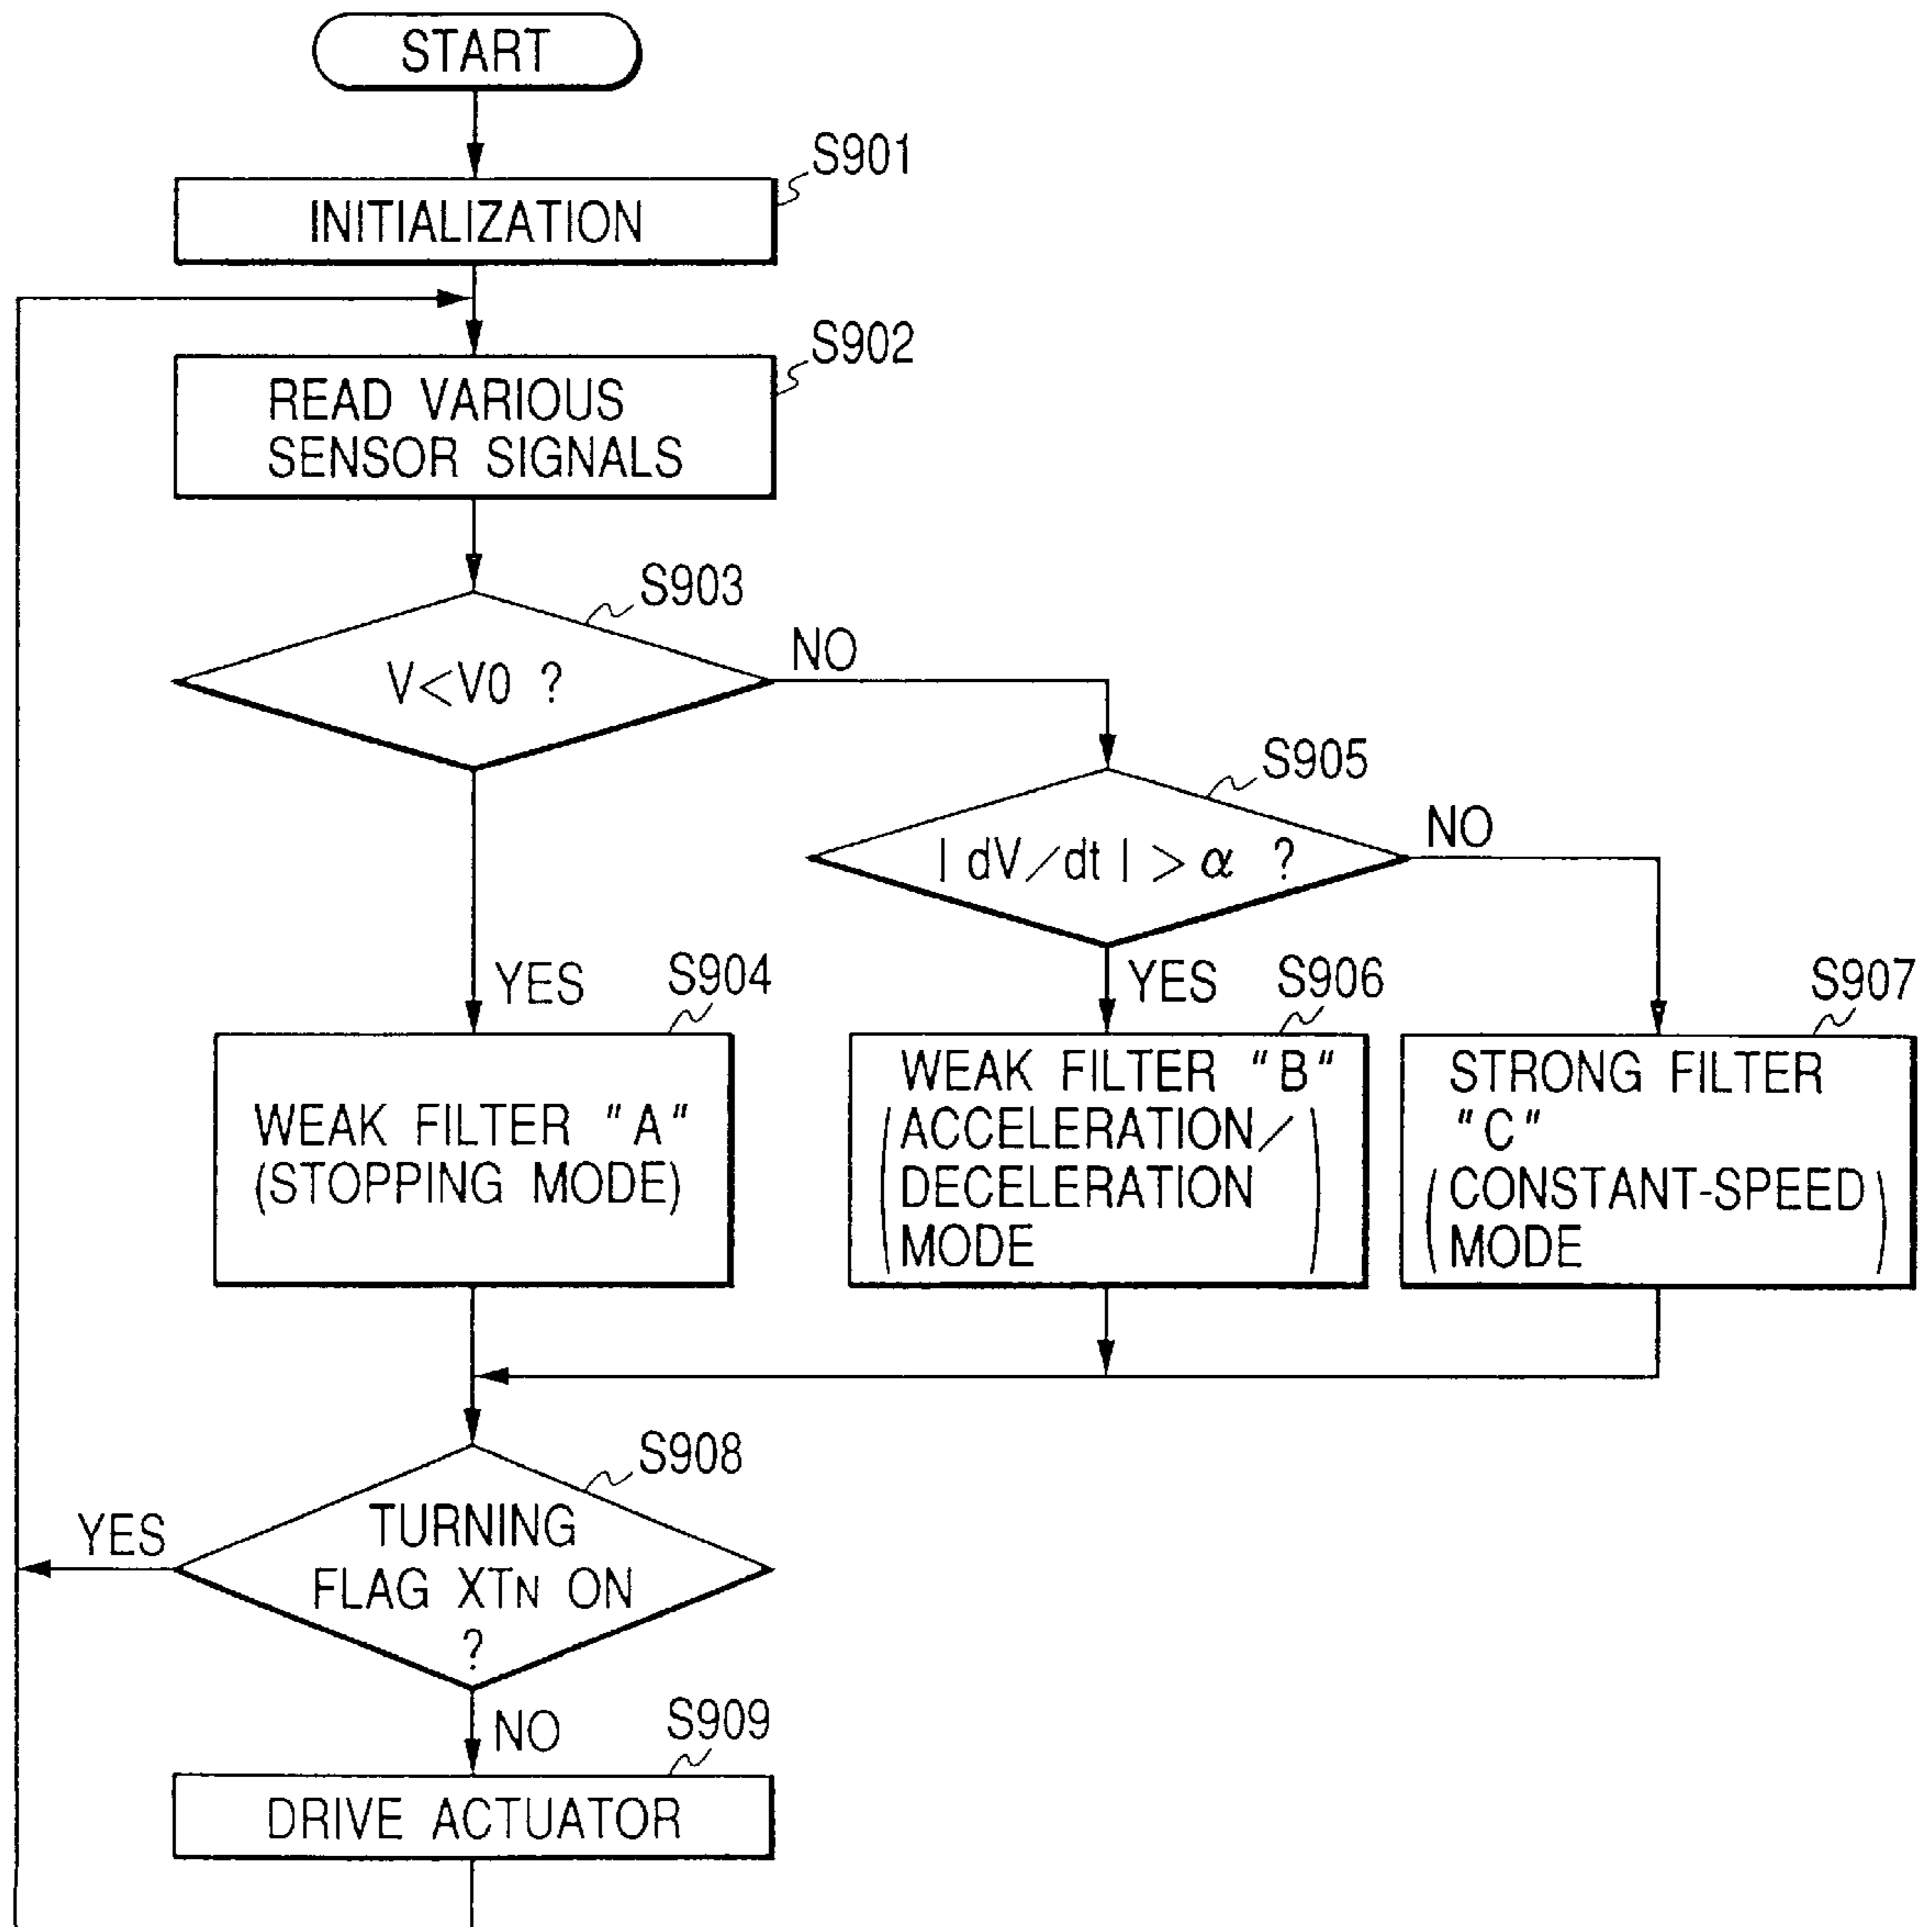 START
S901
INITIALIZATION
S902
READ VARIOUS
SENSOR SIGNALS
S903
V<V0 ?
NO
S905
| dV/dt | > α ?
NO
YES
S904
WEAK FILTER "A"
(STOPPING MODE)
YES
S906
WEAK FILTER "B"
(ACCELERATION/
DECELERATION
MODE)
S907
STRONG FILTER
"C"
(CONSTANT-SPEED
MODE)
S908
TURNING
FLAG XTN ON
?
YES
NO
S909
DRIVE ACTUATOR